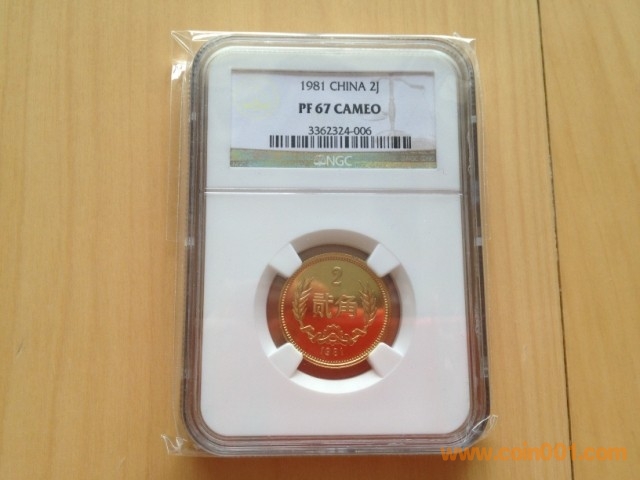 1981 CHINA 2J
PF 67 CAMEO
3362324-006
NGC
2
贰角
1981
www.coin001.com